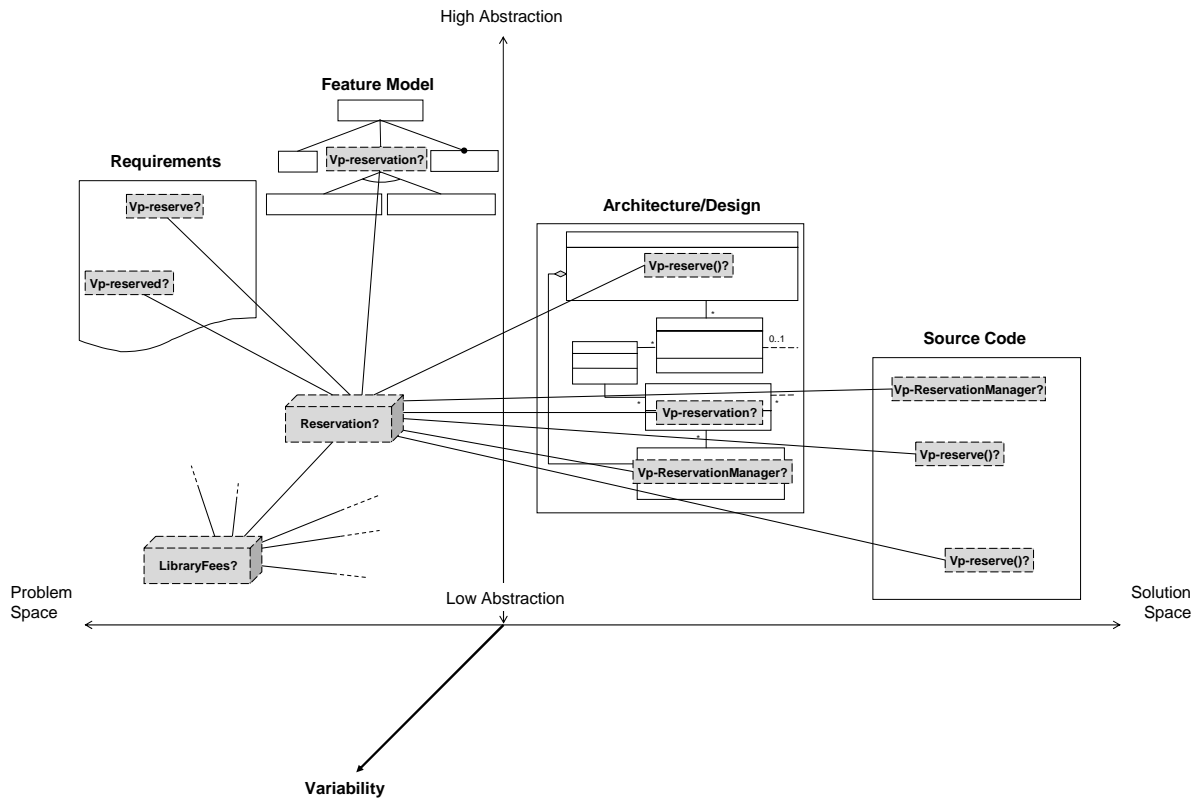 High Abstraction
Feature Model
Requirements
Vp-reservation?
Vp-reserve?
Vp-reserved?
Architecture/Design
Vp-reserve()?
*
*
0..1
Source Code
Vp-ReservationManager?
Reservation?
*
Vp-reservation?
*
*
Vp-reserve()?
Vp-ReservationManager?
LibraryFees?
Vp-reserve()?
Problem
Space
Low Abstraction
Solution
Space
Variability